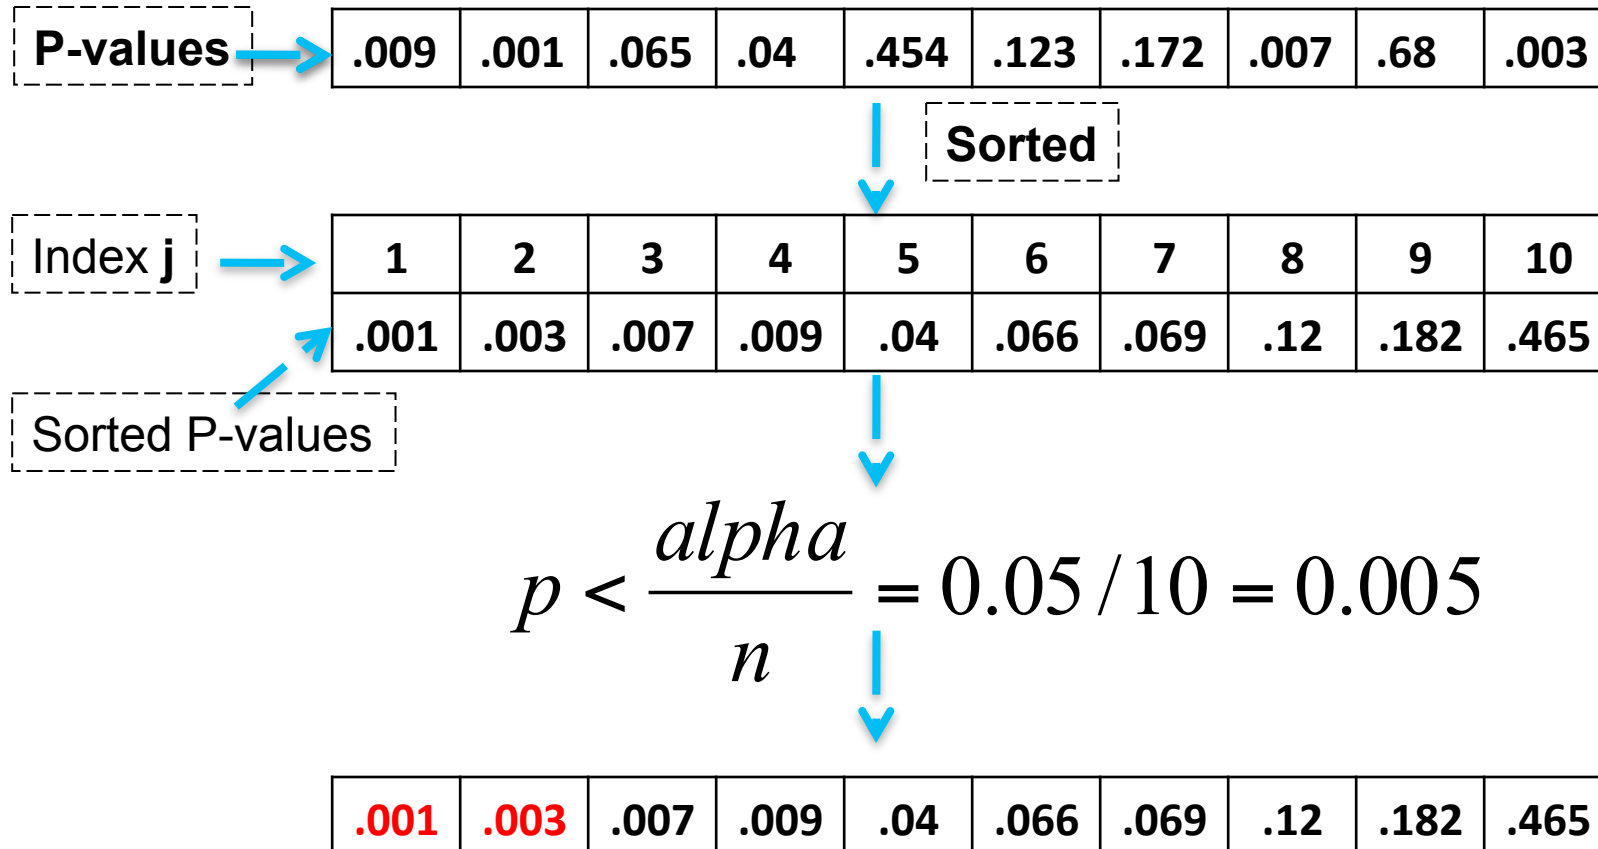 P-values .009 .001 .065 .04 .454 .123 .172 .007 .68 .003
Sorted
Index j 1 2 3 4 5 6 7 8 9 10
.001 .003 .007 .009 .04 .066 .069 .12 .182 .465
Sorted P-values
p < alpha / n = 0.05 / 10 = 0.005
.001 .003 .007 .009 .04 .066 .069 .12 .182 .465